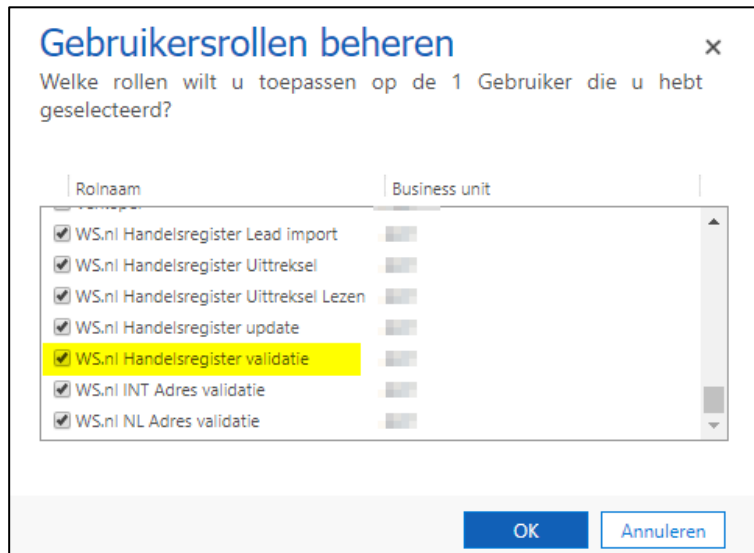 Gebruikersrollen beheren
Welke rollen wilt u toepassen op de 1 Gebruiker die u hebt
geselecteerd?
Rolnaam Business unit
WS.nl Handelsregister Lead import
WS.nl Handelsregister Uittreksel
WS.nl Handelsregister Uittreksel Lezen
WS.nl Handelsregister update
WS.nl Handelsregister validatie
WS.nl INT Adres validatie
WS.nl NL Adres validatie
OK Annuleren